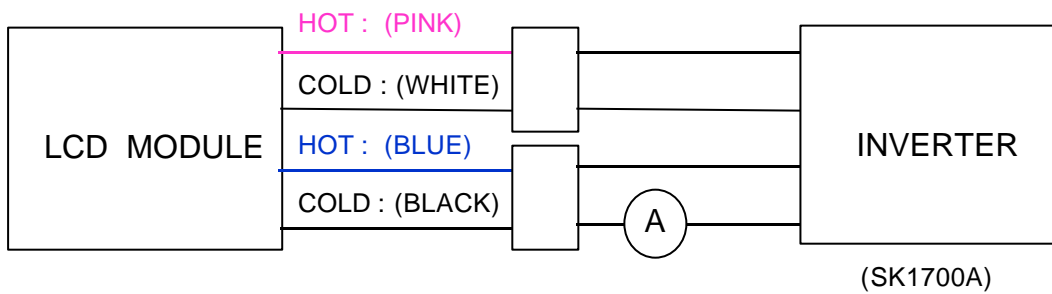 HOT : (PINK)
COLD : (WHITE)
LCD MODULE
HOT : (BLUE)
INVERTER
COLD : (BLACK)
A
(SK1700A)